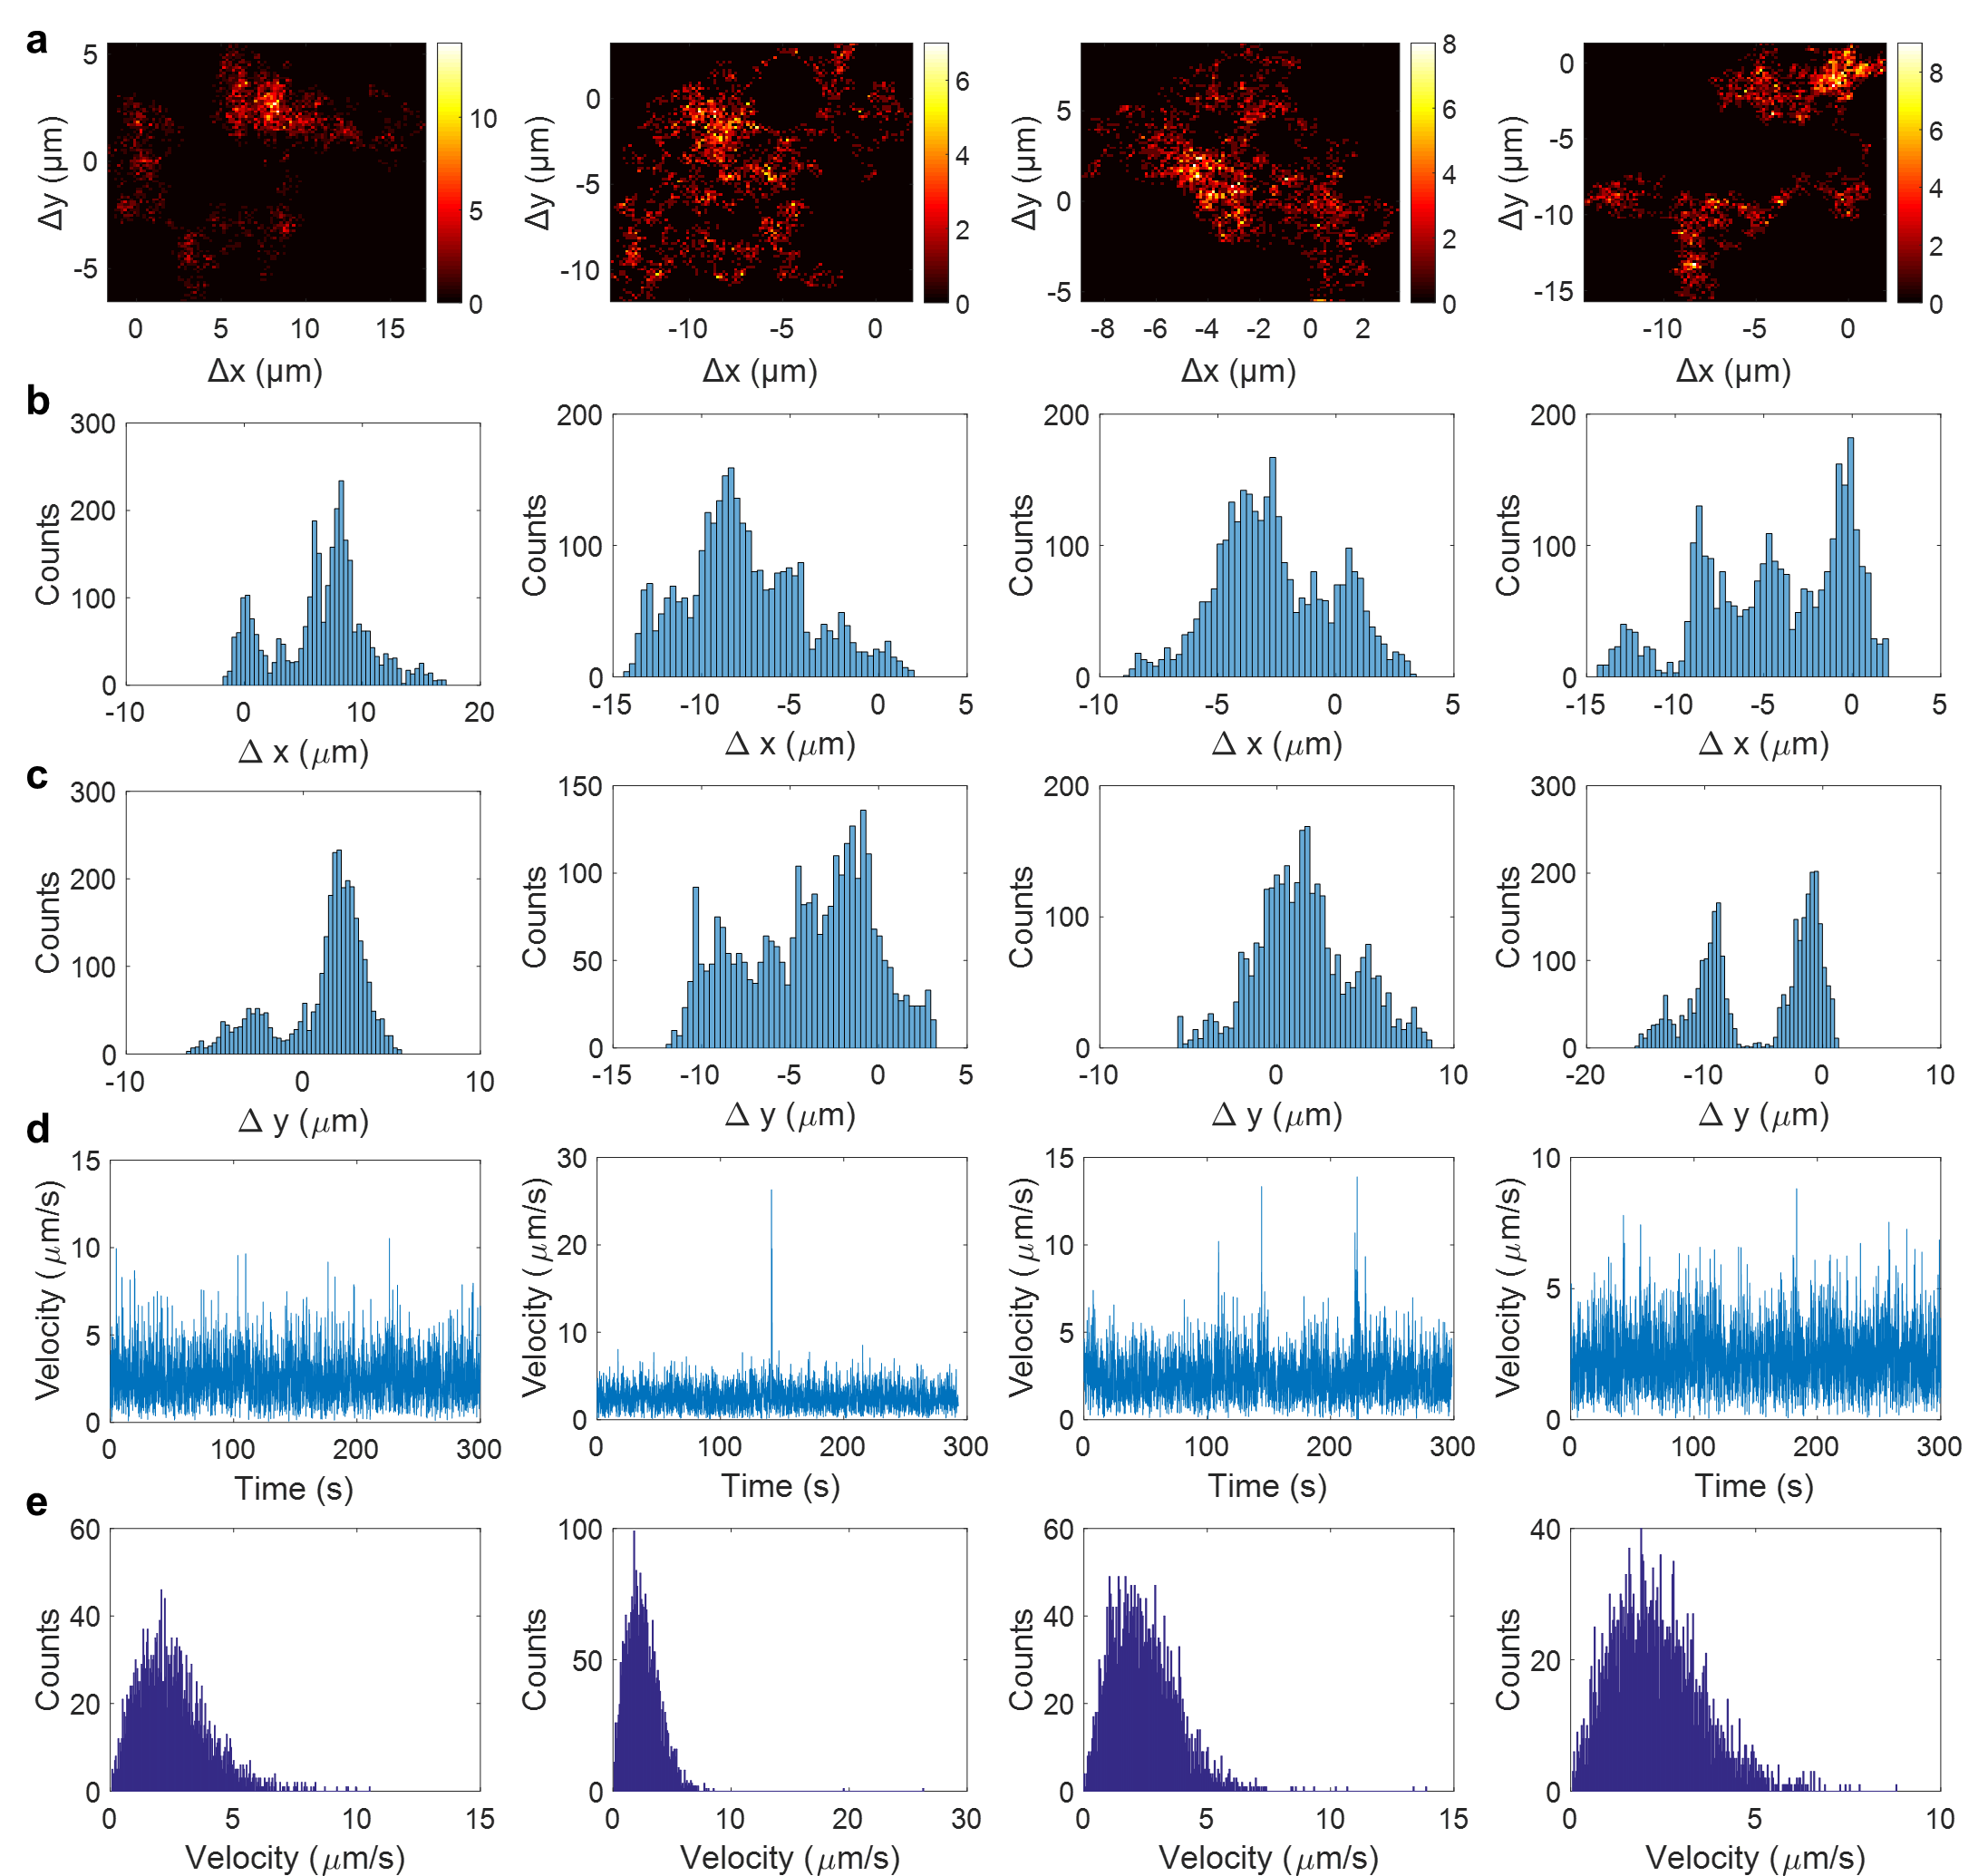 a
5 0 -5
Δy (µm)
0 5 10 15
Δx (µm)
10 5 0
0 -5 -10
Δy (µm)
-10 -5 0
Δx (µm)
6 4 2 0
5 0 -5
Δy (µm)
-8 -6 -4 -2 0 2
Δx (µm)
8 6 4 2 0
0 -5 -10 -15
Δy (µm)
-10 -5 0
Δx (µm)
8 6 4 2 0
b
300 200 100 0
Counts
-10 0 10 20
Δ x (μm)
200 100 0
Counts
-15 -10 -5 0 5
Δ x (μm)
200 100 0
Counts
-10 -5 0 5
Δ x (μm)
200 100 0
Counts
-15 -10 -5 0 5
Δ x (μm)
c
300 200 100 0
Counts
-10 0 10
Δ y (μm)
150 100 50 0
Counts
-15 -10 -5 0 5
Δ y (μm)
200 100 0
Counts
-10 0 10
Δ y (μm)
300 200 100 0
Counts
-20 -10 0 10
Δ y (μm)
d
15 10 5 0
Velocity ( μm/s)
0 100 200 300
Time (s)
30 20 10 0
Velocity ( μm/s)
0 100 200 300
Time (s)
15 10 5 0
Velocity ( μm/s)
0 100 200 300
Time (s)
10 5 0
Velocity ( μm/s)
0 100 200 300
Time (s)
e
60 40 20 0
Counts
0 5 10 15
Velocity (μm/s)
100 50 0
Counts
0 10 20 30
Velocity (μm/s)
60 40 20 0
Counts
0 5 10 15
Velocity (μm/s)
40 20 0
Counts
0 5 10
Velocity (μm/s)